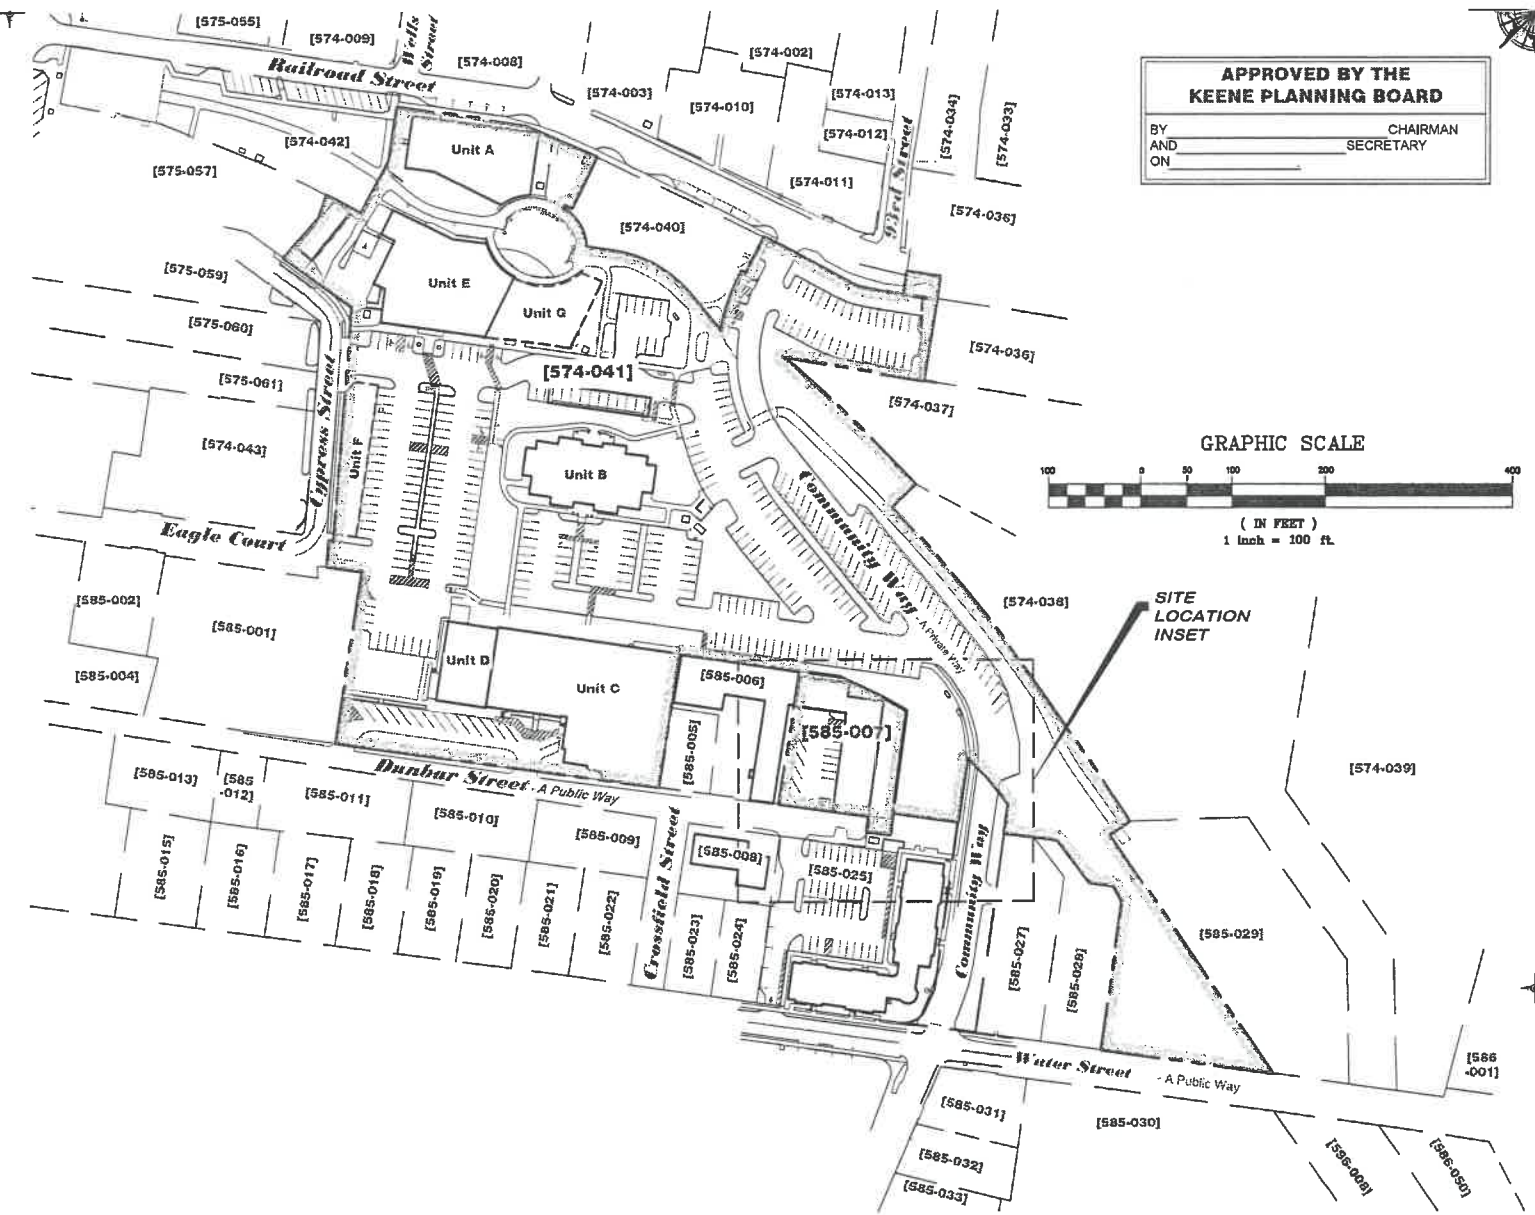 [575-055]
[574-009]
Wells
Street
[574-008]
[574-002]
Railroad Street
[574-003]
[574-010]
[574-013]
[574-012]
[574-034]
[574-033]
APPROVED BY THE
KEENE PLANNING BOARD
BY CHAIRMAN
AND SECRETARY
ON
[574-042]
Unit A
[575-057]
[574-011]
93rd Street
[574-036]
[574-040]
[575-059]
Unit E
Unit G
[575-060]
[574-036]
[574-041]
[575-061]
[574-037]
Cypress Street
[574-043]
Unit F
Unit B
GRAPHIC SCALE
100 0 50 100 200 400
( IN FEET )
1 inch = 100 ft.
Community Way
- A Private Way
Eagle Court
[585-002]
[585-001]
[574-038]
SITE
LOCATION
INSET
[585-004]
Unit D
Unit C
[585-006]
[585-005]
[585-007]
[574-039]
Dunbar Street - A Public Way
[585-013]
[585
-012]
[585-011]
[585-010]
[585-009]
Crossfield Street
[585-008]
[585-025]
Community Way
[585-015]
[585-016]
[585-017]
[585-018]
[585-019]
[585-020]
[585-021]
[585-022]
[585-023]
[585-024]
[585-027]
[585-028]
[585-029]
Water Street - A Public Way
[586
-001]
[585-031]
[585-030]
[585-032]
[585-033]
[596-008]
[586-050]